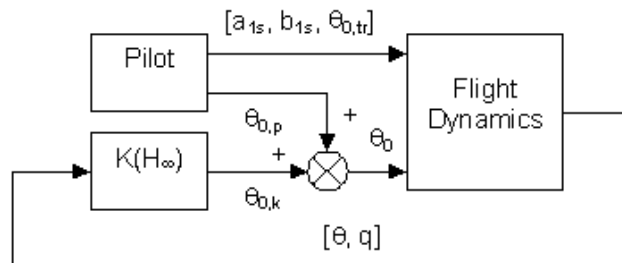 [a₁ₛ, b₁ₛ, θ₀,ₜᵣ]
Pilot
Flight
Dynamics
θ₀,ₚ
+
θ₀
K(H∞)
+
θ₀,ₖ
[θ, q]